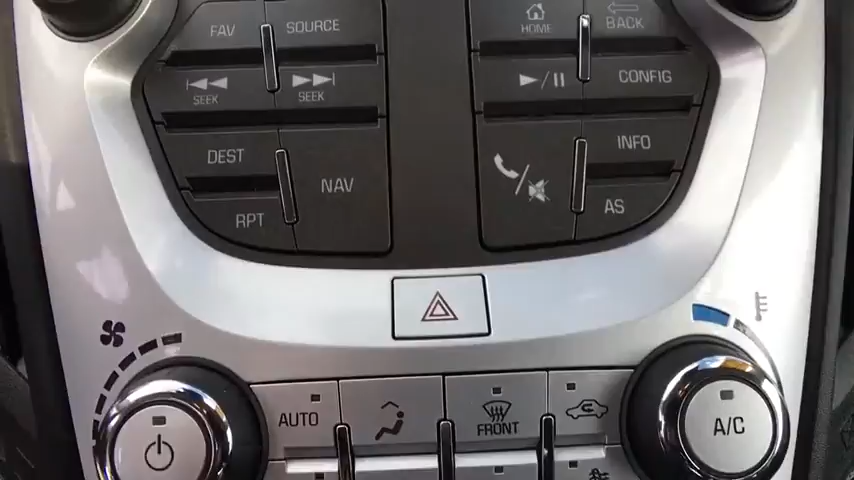 FAV
SOURCE
HOME
BACK
SEEK
SEEK
CONFIG
DEST
NAV
INFO
RPT
AS
AUTO
FRONT
A/C